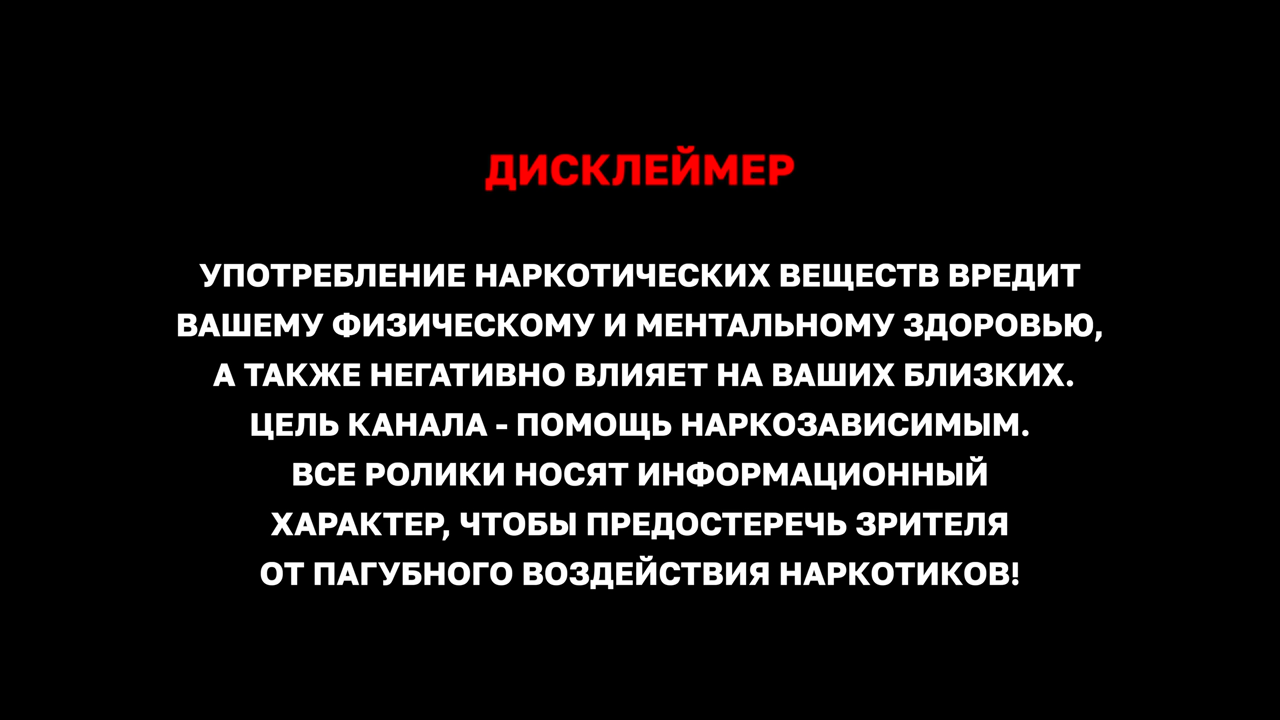 ДИСКЛЕЙМЕР
УПОТРЕБЛЕНИЕ НАРКОТИЧЕСКИХ ВЕЩЕСТВ ВРЕДИТ
ВАШЕМУ ФИЗИЧЕСКОМУ И МЕНТАЛЬНОМУ ЗДОРОВЬЮ,
А ТАКЖЕ НЕГАТИВНО ВЛИЯЕТ НА ВАШИХ БЛИЗКИХ.
ЦЕЛЬ КАНАЛА - ПОМОЩЬ НАРКОЗАВИСИМЫМ.
ВСЕ РОЛИКИ НОСЯТ ИНФОРМАЦИОННЫЙ
ХАРАКТЕР, ЧТОБЫ ПРЕДОСТЕРЕЧЬ ЗРИТЕЛЯ
ОТ ПАГУБНОГО ВОЗДЕЙСТВИЯ НАРКОТИКОВ!